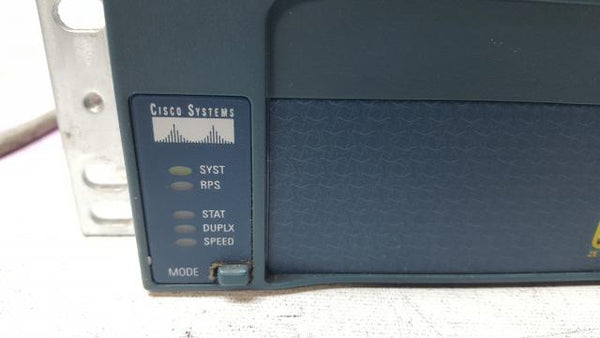 CISCO SYSTEMS
SYST
RPS
STAT
DUPLX
SPEED
MODE